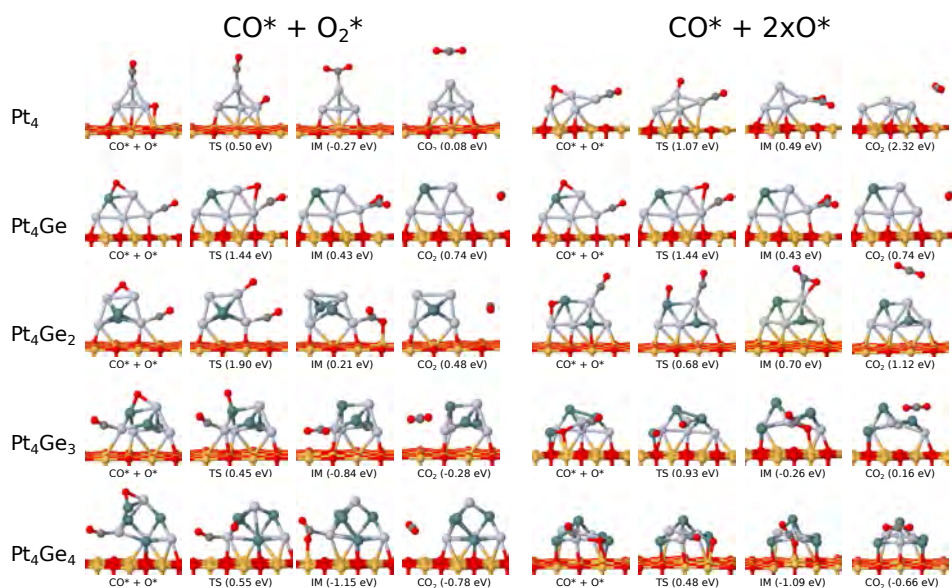 CO* + O₂*
CO* + 2xO*
Pt₄
CO* + O* TS (0.50 eV) IM (-0.27 eV) CO₂ (0.08 eV) CO* + O* TS (1.07 eV) IM (0.49 eV) CO₂ (2.32 eV)
Pt₄Ge
CO* + O* TS (1.44 eV) IM (0.43 eV) CO₂ (0.74 eV) CO* + O* TS (1.44 eV) IM (0.43 eV) CO₂ (0.74 eV)
Pt₄Ge₂
CO* + O* TS (1.90 eV) IM (0.21 eV) CO₂ (0.48 eV) CO* + O* TS (0.68 eV) IM (0.70 eV) CO₂ (1.12 eV)
Pt₄Ge₃
CO* + O* TS (0.45 eV) IM (-0.84 eV) CO₂ (-0.28 eV) CO* + O* TS (0.93 eV) IM (-0.26 eV) CO₂ (0.16 eV)
Pt₄Ge₄
CO* + O* TS (0.55 eV) IM (-1.15 eV) CO₂ (-0.78 eV) CO* + O* TS (0.48 eV) IM (-1.09 eV) CO₂ (-0.66 eV)